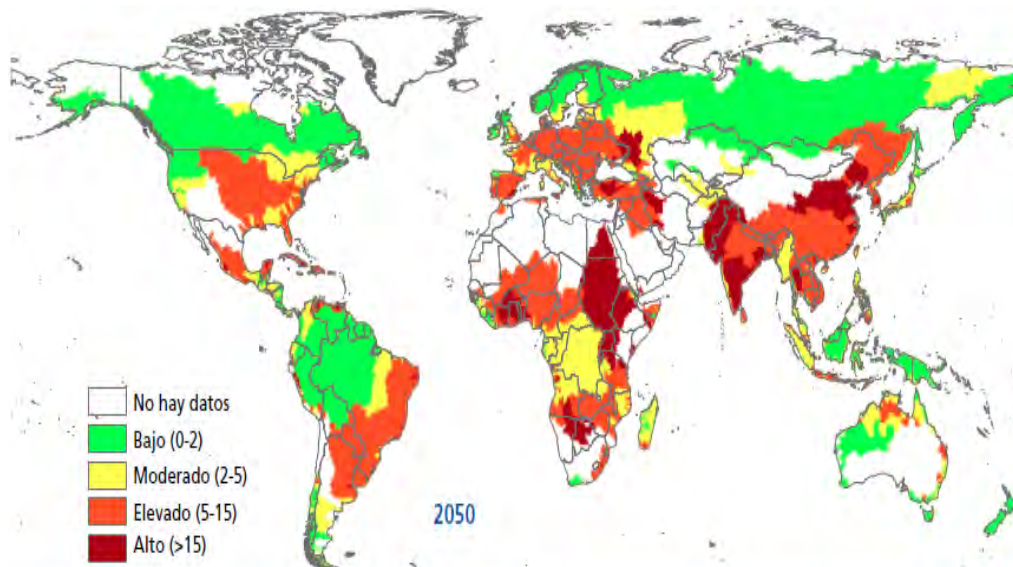 No hay datos
Bajo (0-2)
Moderado (2-5)
Elevado (5-15)
Alto (>15)
2050